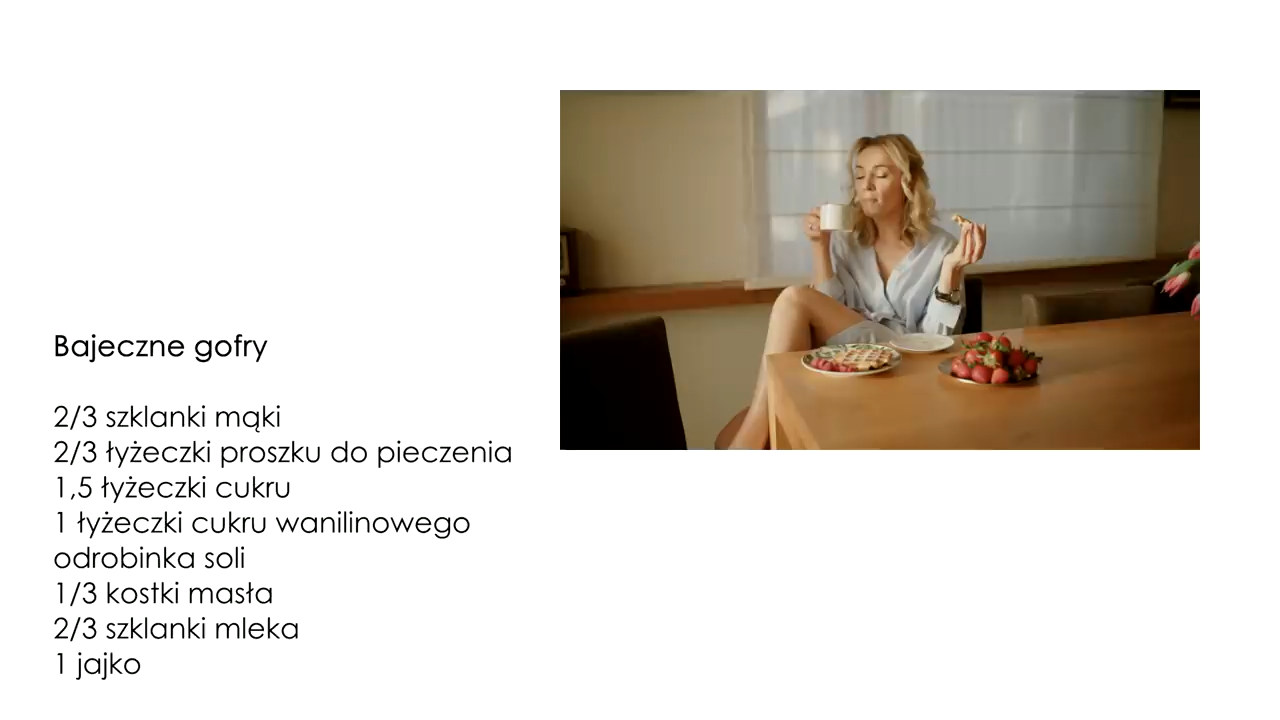 Bajeczne gofry
2/3 szklanki mąki
2/3 łyżeczki proszku do pieczenia
1,5 łyżeczki cukru
1 łyżeczki cukru wanilinowego
odrobinka soli
1/3 kostki masła
2/3 szklanki mleka
1 jajko